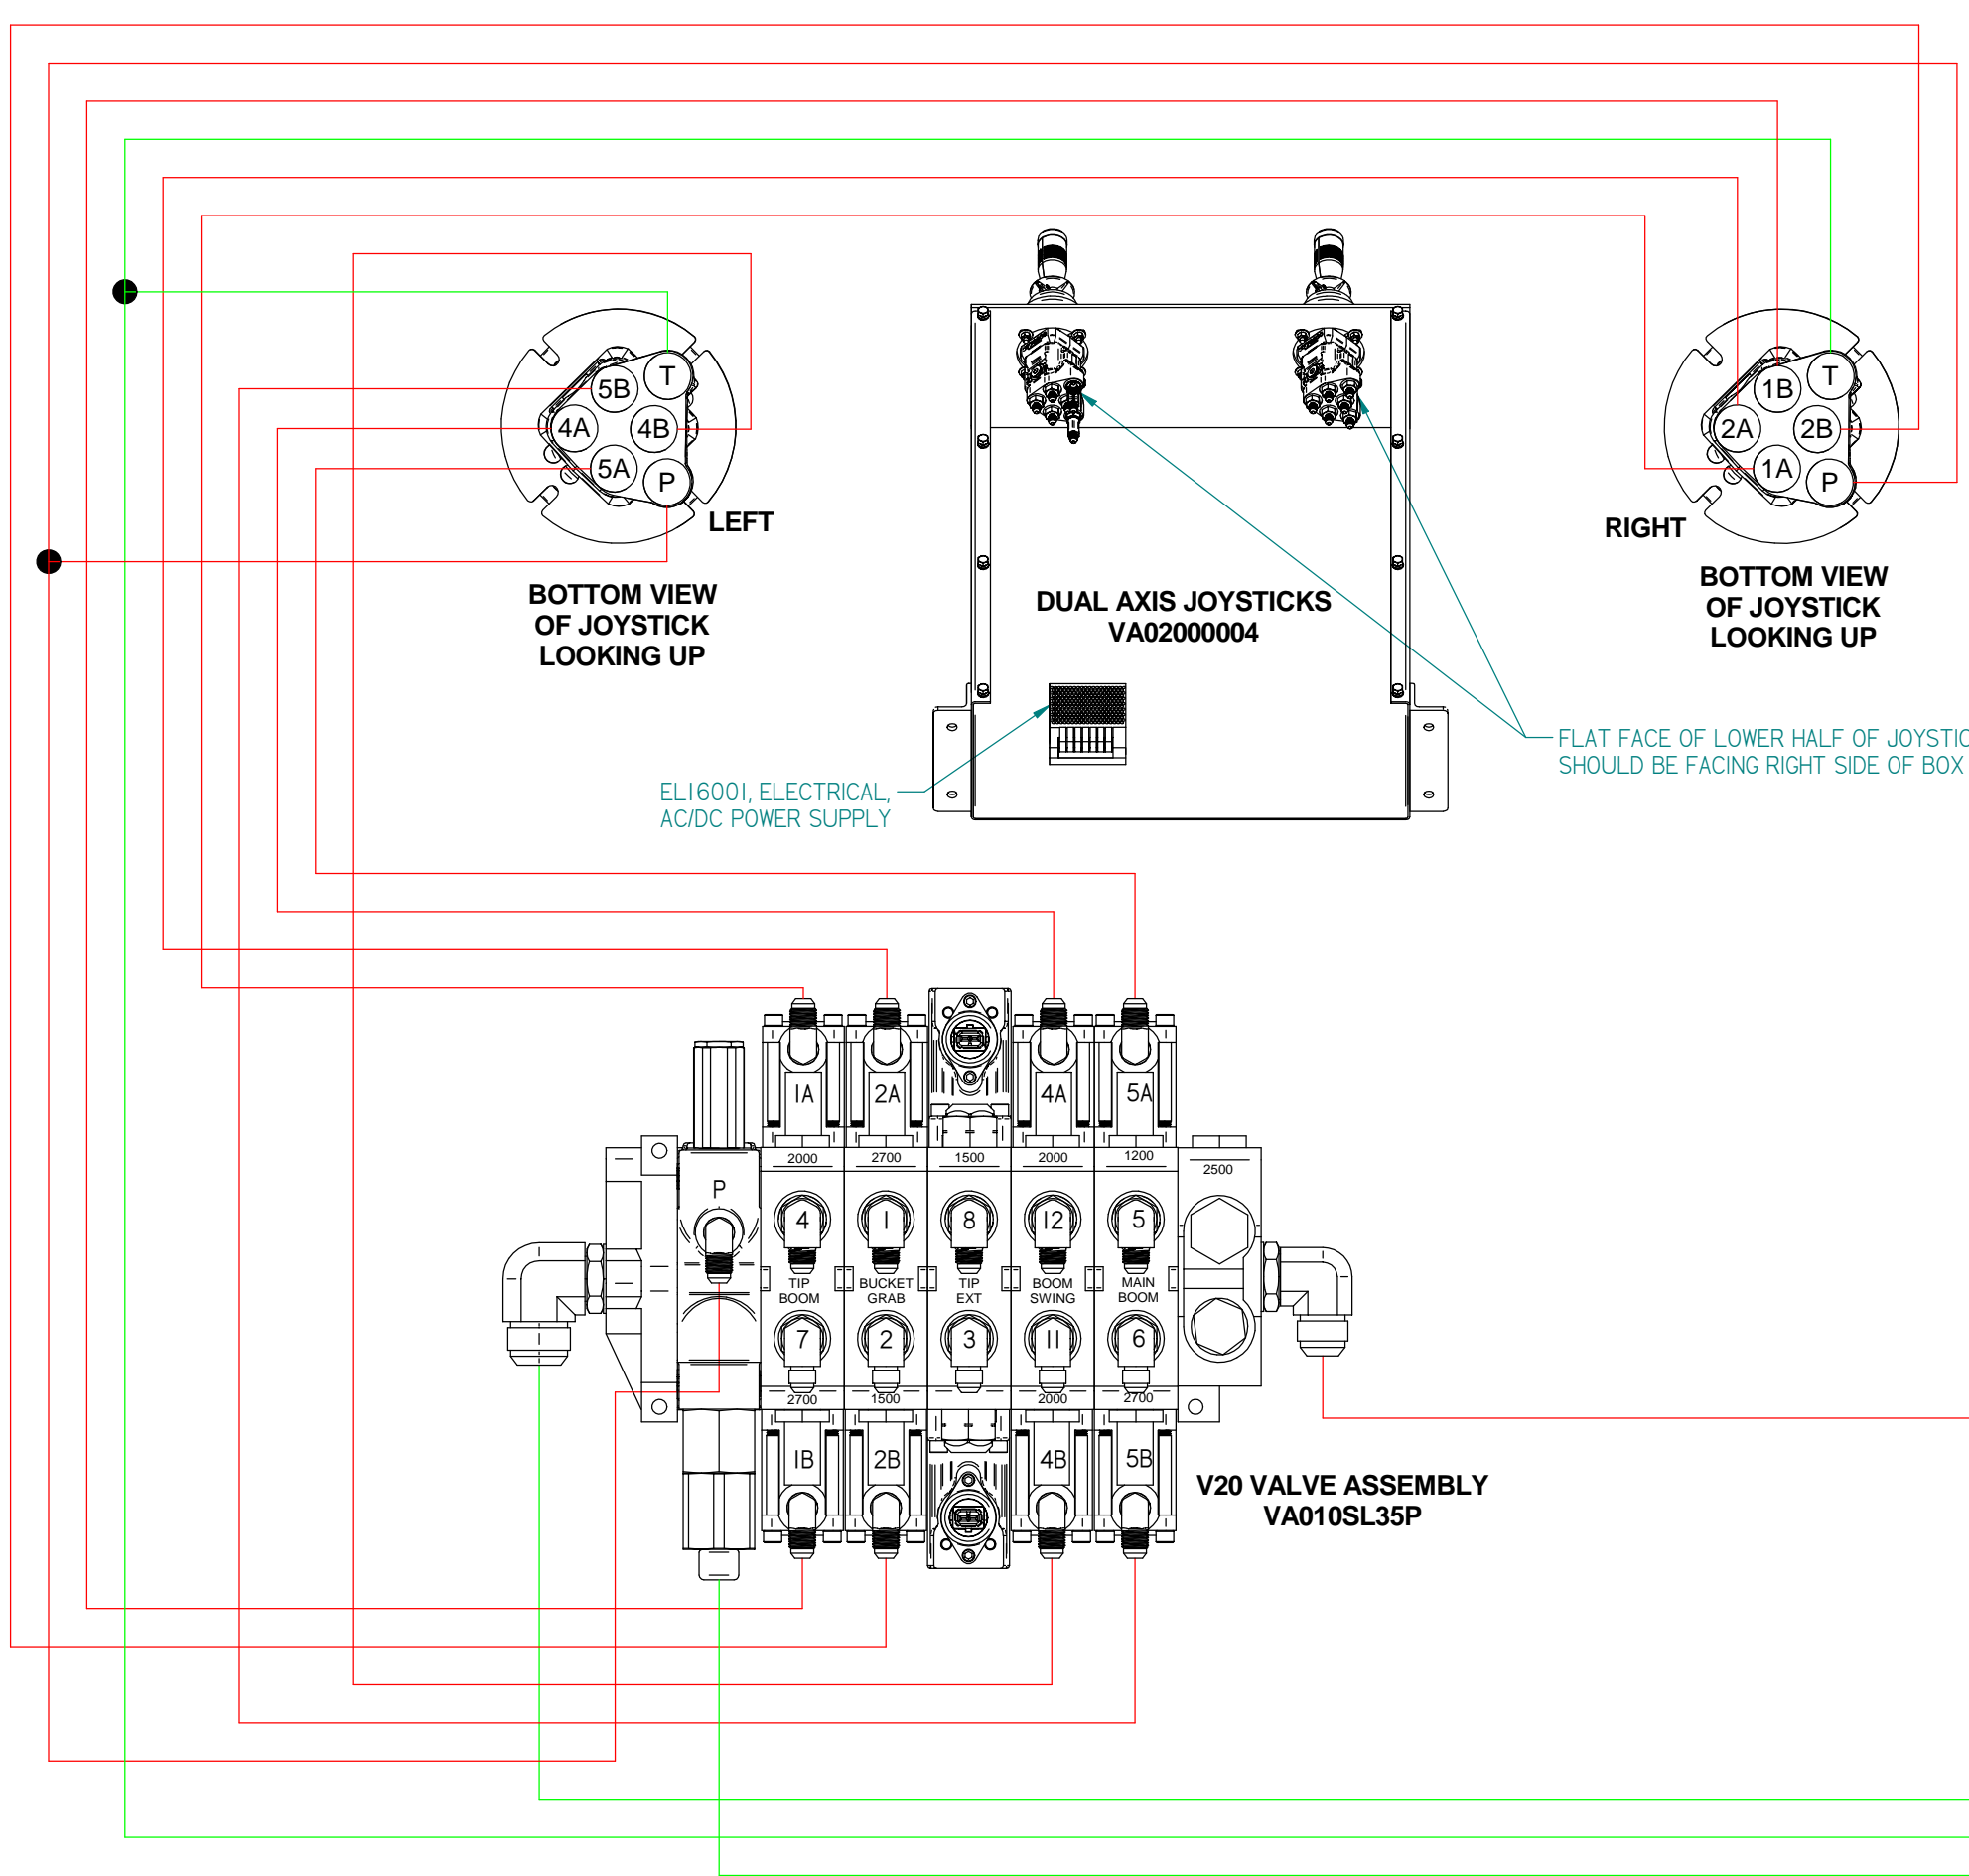 5B
T
4A
4B
5A
P
LEFT
BOTTOM VIEW
OF JOYSTICK
LOOKING UP
DUAL AXIS JOYSTICKS
VA02000004
1B
T
2A
2B
1A
P
RIGHT
BOTTOM VIEW
OF JOYSTICK
LOOKING UP
FLAT FACE OF LOWER HALF OF JOYSTIC
SHOULD BE FACING RIGHT SIDE OF BOX
EL16001, ELECTRICAL,
AC/DC POWER SUPPLY
1A
2A
4A
5A
2000
2700
1500
2000
1200
2500
P
4
1
8
12
5
TIP
BOOM
BUCKET
GRAB
TIP
EXT
BOOM
SWING
MAIN
BOOM
7
2
3
11
6
2700
1500
2000
2700
1B
2B
4B
5B
V20 VALVE ASSEMBLY
VA010SL35P